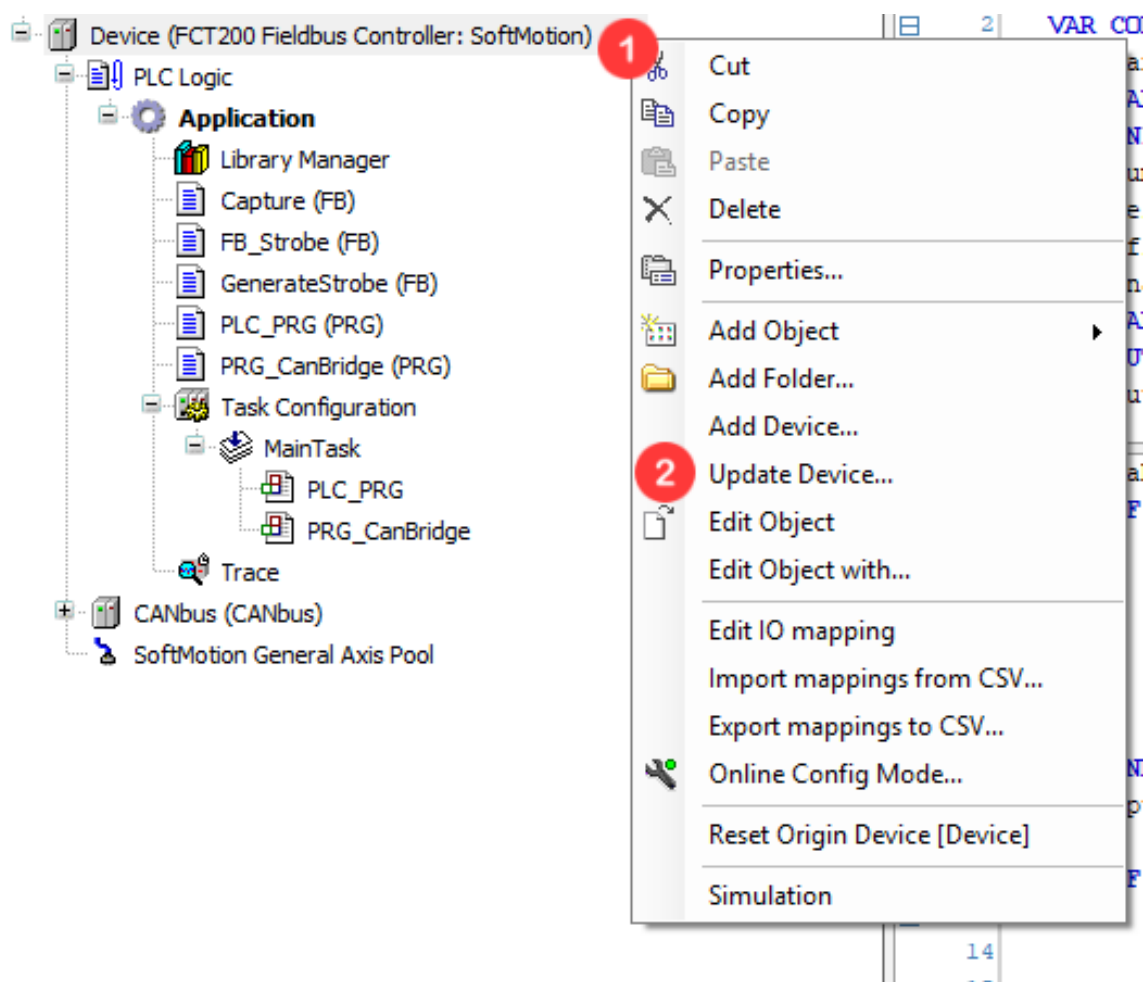 Device (FCT200 Fieldbus Controller: SoftMotion)
PLC Logic
Application
Library Manager
Capture (FB)
FB_Strobe (FB)
GenerateStrobe (FB)
PLC_PRG (PRG)
PRG_CanBridge (PRG)
Task Configuration
MainTask
PLC_PRG
PRG_CanBridge
Trace
CANbus (CANbus)
SoftMotion General Axis Pool
1
Cut
Copy
Paste
Delete
Properties...
Add Object
Add Folder...
Add Device...
2
Update Device...
Edit Object
Edit Object with...
Edit IO mapping
Import mappings from CSV...
Export mappings to CSV...
Online Config Mode...
Reset Origin Device [Device]
Simulation
2 VAR
14